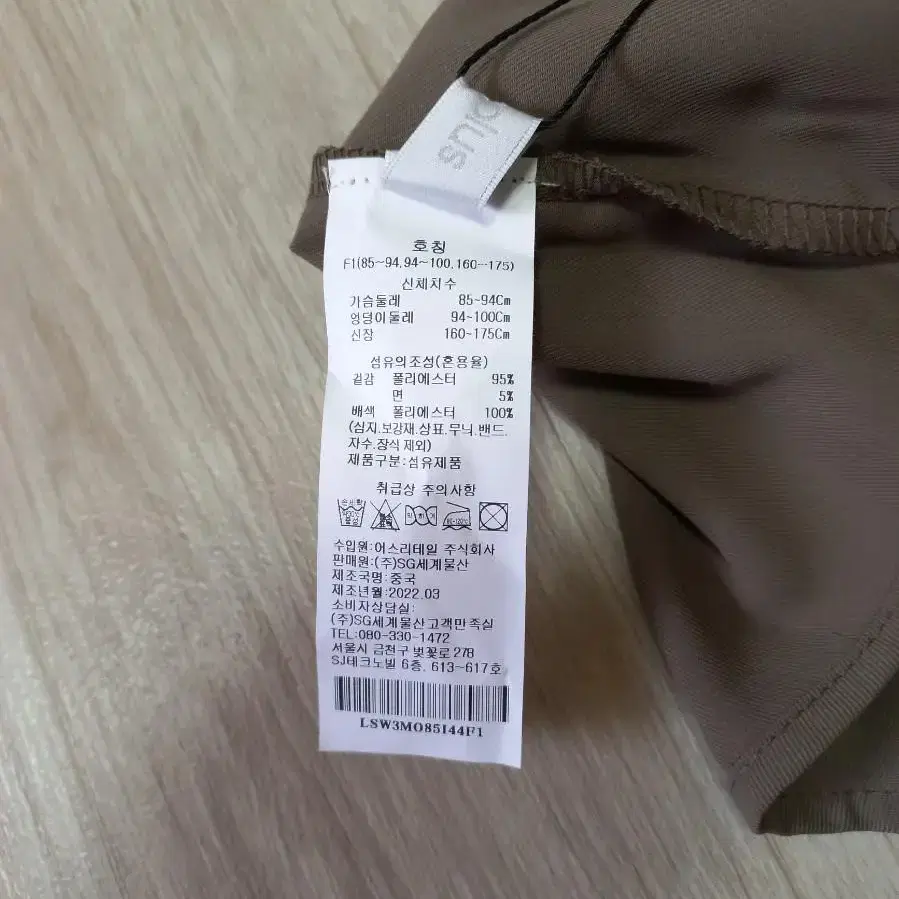 호칭
F1(85~94,94~100,160~175)
신체치수
가슴둘레 85~94Cm
엉덩이둘레 94~100Cm
신장 160~175Cm
섬유의조성(혼용율)
겉감 폴리에스터 95%
면 5%
배색 폴리에스터 100%
(심지.보강재.상표.무늬.밴드.
자수.장식 제외)
제품구분:섬유제품
취급상 주의사항
수입원:어스리테일 주식회사
판매원:(주)SG세계물산
제조국명:중국
제조년월:2022.03
소비자상담실:
(주)SG세계물산고객만족실
TEL:080-330-1472
서울시 금천구 벚꽃로 278
SJ테크노빌 6층, 613-617호
LSW3MO85I44F1